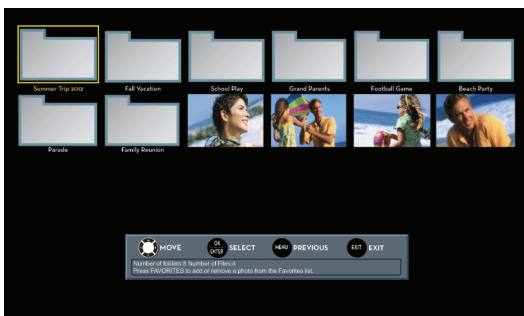 Summer Trip 2012
Fall Vacation
School Play
Grand Parents
Football Game
Beach Party
Parade
Family Reunion
MOVE
OK
ENTER
SELECT
MENU
PREVIOUS
EXIT
EXIT
Number of folders:8 Number of Files:4
Press FAVORITES to add or remove a photo from the Favorites list.